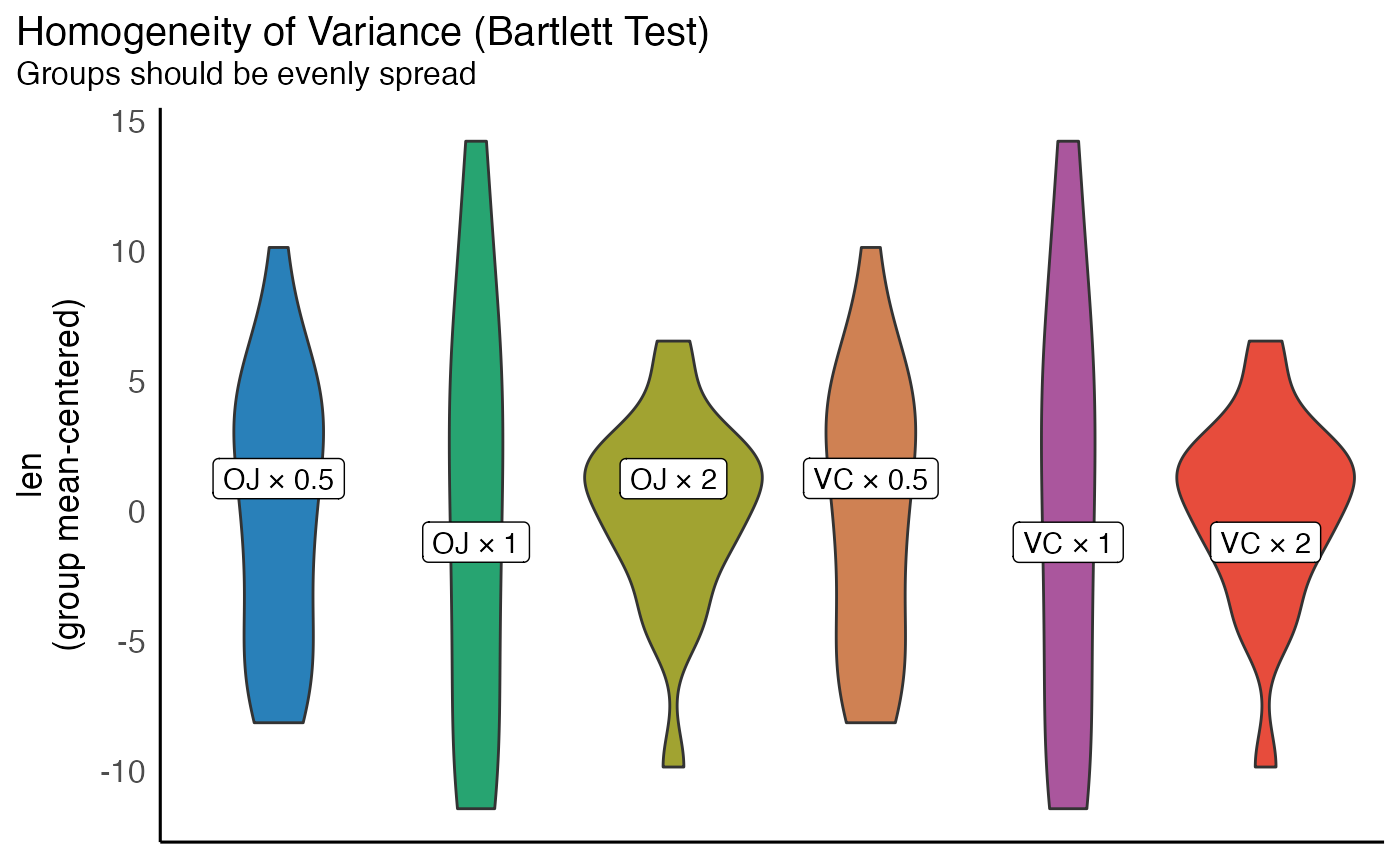 Homogeneity of Variance (Bartlett Test)
Groups should be evenly spread
15
10
5
0
-5
-10
len
(group mean-centered)
OJ × 0.5
OJ × 1
OJ × 2
VC × 0.5
VC × 1
VC × 2